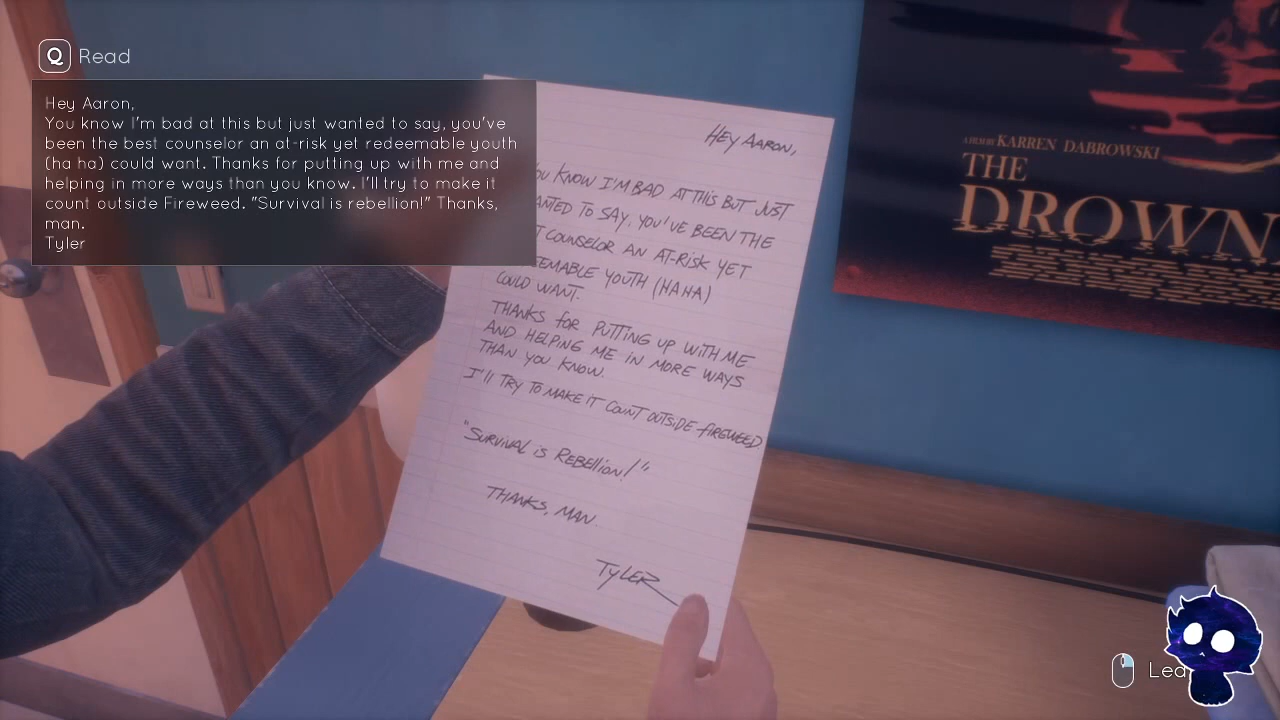 Q Read
Hey Aaron,
You know I'm bad at this but just wanted to say, you've
been the best counselor an at-risk yet redeemable youth
(ha ha) could want. Thanks for putting up with me and
helping in more ways than you know. I'll try to make it
count outside Fireweed. "Survival is rebellion!" Thanks,
man.
Tyler
HEY AARON,
YOU KNOW I'M BAD AT THIS BUT JUST
WANTED TO SAY, YOU'VE BEEN THE
COUNSELOR AN AT-RISK YET
COULD WANT. YOUTH (HA HA)
THANKS FOR PUTTING UP WITH ME
AND HELPING ME IN MORE WAYS
THAN YOU KNOW.
I'LL TRY TO MAKE IT COUNT OUTSIDE FIREWEED
"SURVIVAL IS REBELLION!"
THANKS, MAN.
TYLER
A FILM BY KARREN DABROWSKI
THE
DROWN